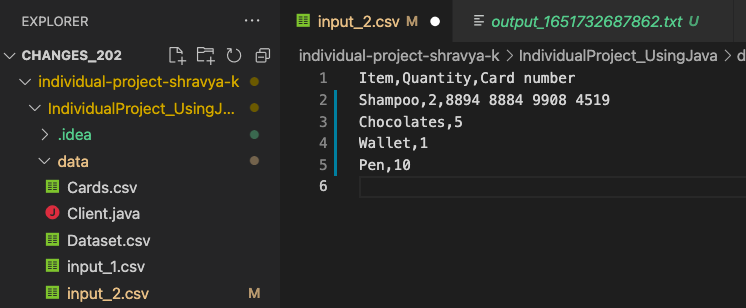 EXPLORER
CHANGES_202
individual-project-shravya-k
IndividualProject_UsingJ...
.idea
data
Cards.csv
Client.java
Dataset.csv
input_1.csv
input_2.csv M
input_2.csv M
output_1651732687862.txt U
individual-project-shravya-k > IndividualProject_UsingJava > d
1 Item,Quantity,Card number
2 Shampoo,2,8894 8884 9908 4519
3 Chocolates,5
4 Wallet,1
5 Pen,10
6